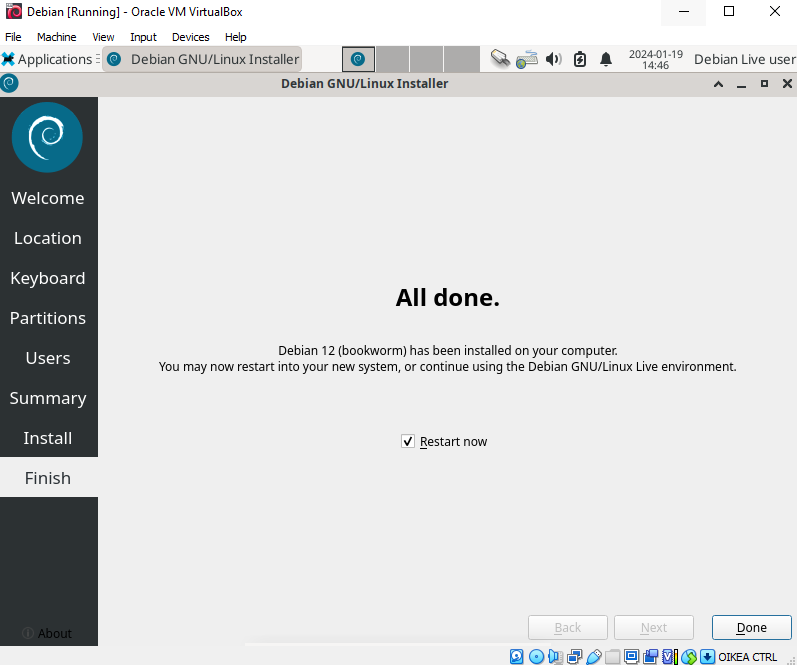 Debian [Running] - Oracle VM VirtualBox
File Machine View Input Devices Help
Applications Debian GNU/Linux Installer 2024-01-19 Debian Live user
14:46
Debian GNU/Linux Installer
Welcome
Location
Keyboard
Partitions
Users
Summary
Install
Finish
All done.
Debian 12 (bookworm) has been installed on your computer.
You may now restart into your new system, or continue using the Debian GNU/Linux Live environment.
Restart now
About
Back Next Done
OIKEA CTRL